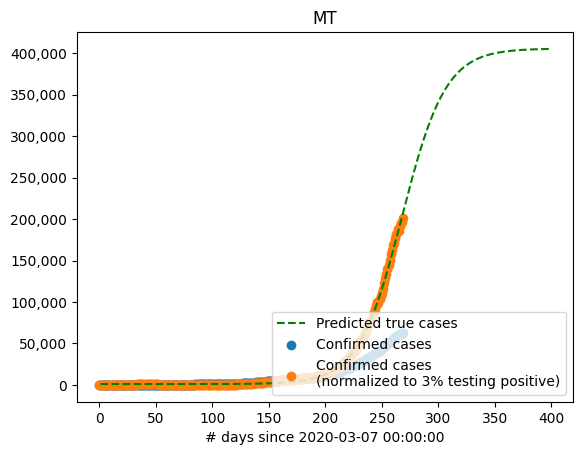 MT
400,000
350,000
300,000
250,000
200,000
150,000
100,000
50,000
0
Predicted true cases
Confirmed cases
Confirmed cases
(normalized to 3% testing positive)
0 50 100 150 200 250 300 350 400
# days since 2020-03-07 00:00:00